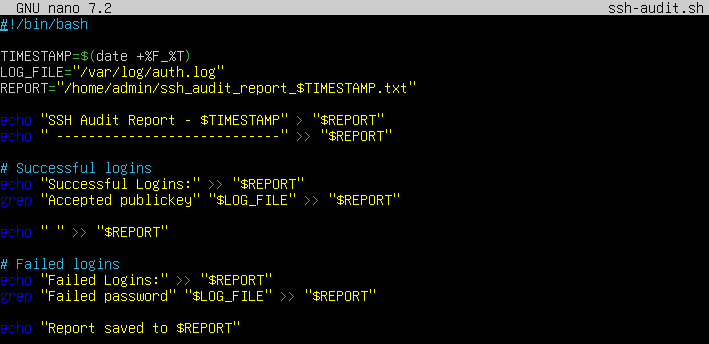 GNU nano 7.2 ssh-audit.sh
#!/bin/bash
TIMESTAMP=$(date +%F_%T)
LOG_FILE="/var/log/auth.log"
REPORT="/home/admin/ssh_audit_report_$TIMESTAMP.txt"
echo "SSH Audit Report - $TIMESTAMP" > "$REPORT"
echo " ----------------------------" >> "$REPORT"
# Successful logins
echo "Successful Logins:" >> "$REPORT"
grep "Accepted publickey" "$LOG_FILE" >> "$REPORT"
echo " " >> "$REPORT"
# Failed logins
echo "Failed Logins:" >> "$REPORT"
grep "Failed password" "$LOG_FILE" >> "$REPORT"
echo "Report saved to $REPORT"